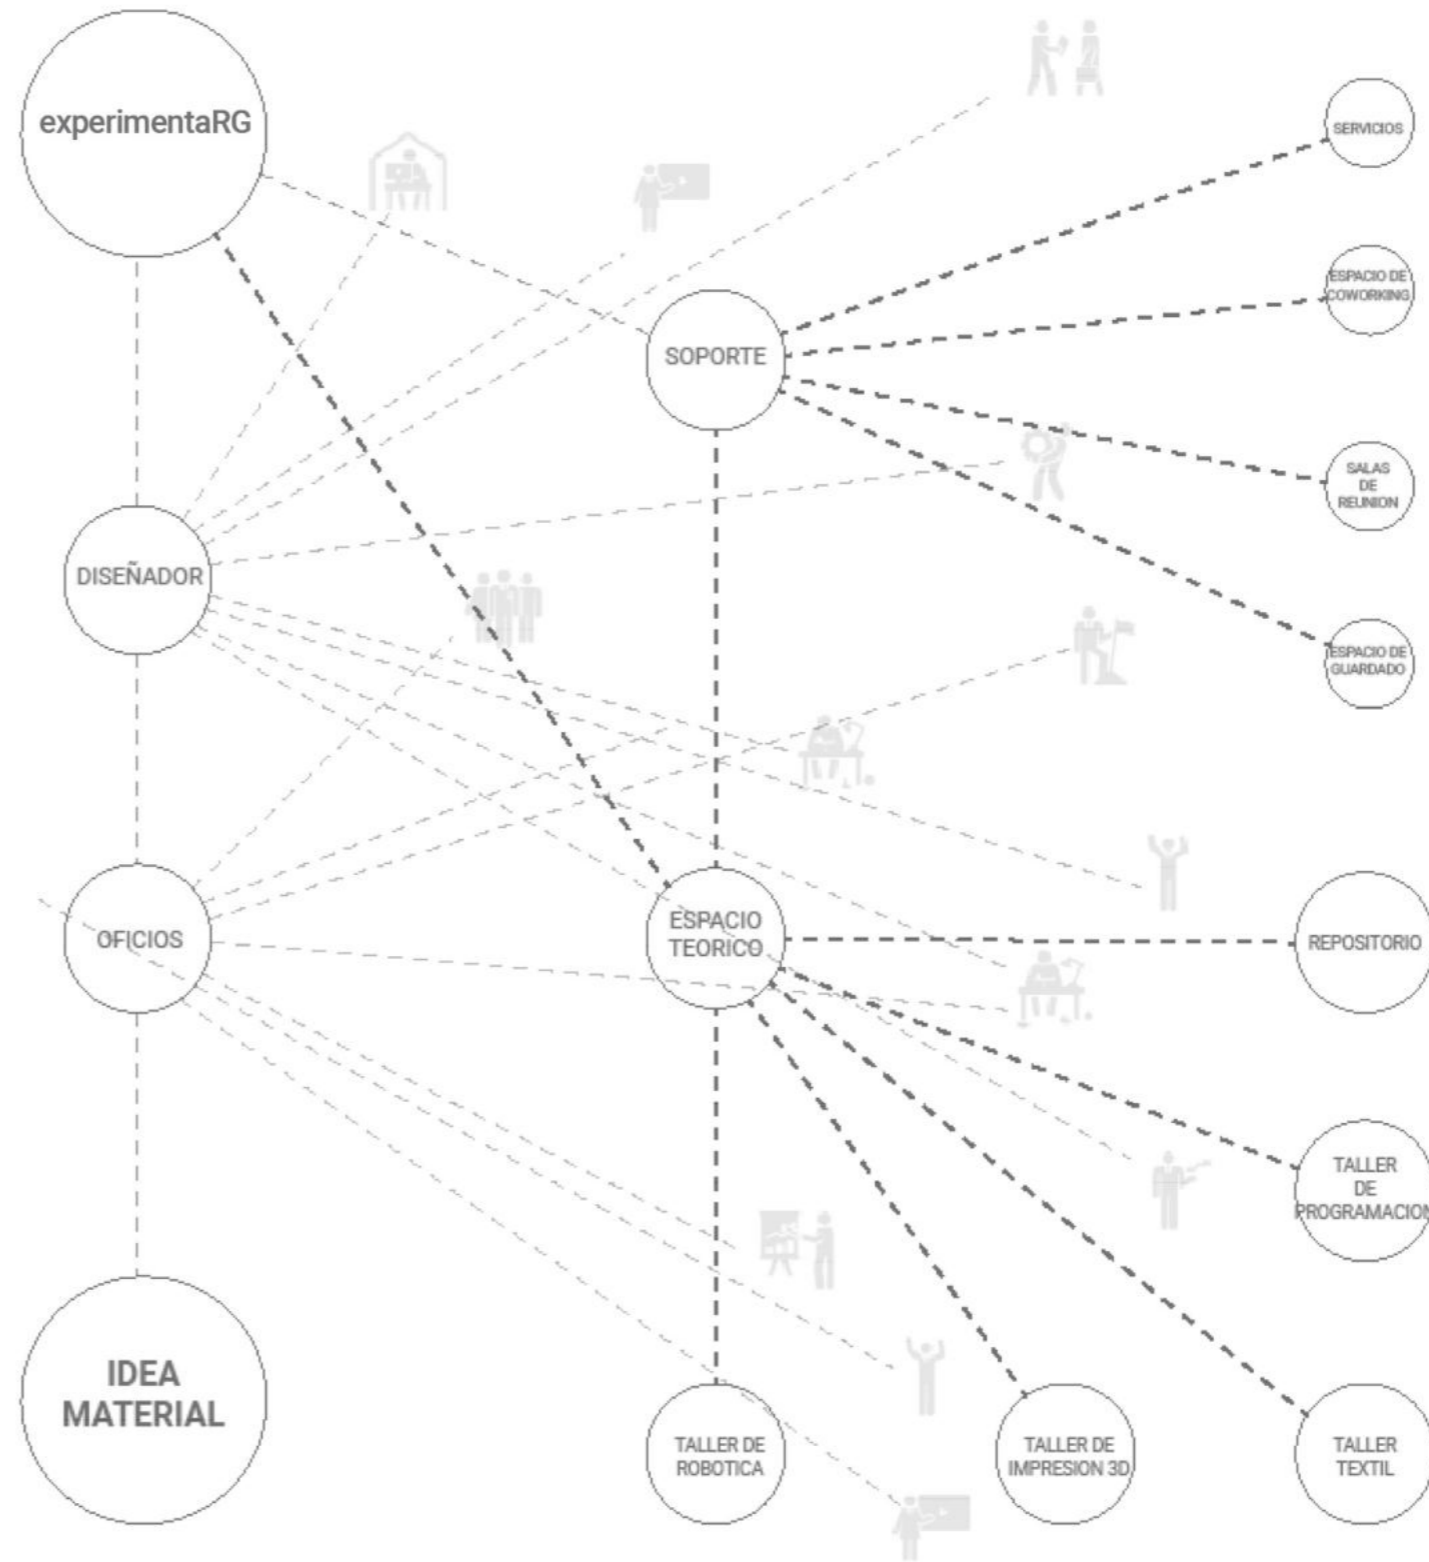 experimentaRG
SERVICIOS
ESPACIO DE
COWORKING
SOPORTE
SALAS
DE
REUNION
DISEÑADOR
ESPACIO DE
GUARDADO
OFICIOS
ESPACIO
TEORICO
REPOSITORIO
TALLER
DE
PROGRAMACION
IDEA
MATERIAL
TALLER DE
ROBOTICA
TALLER DE
IMPRESION 3D
TALLER
TEXTIL